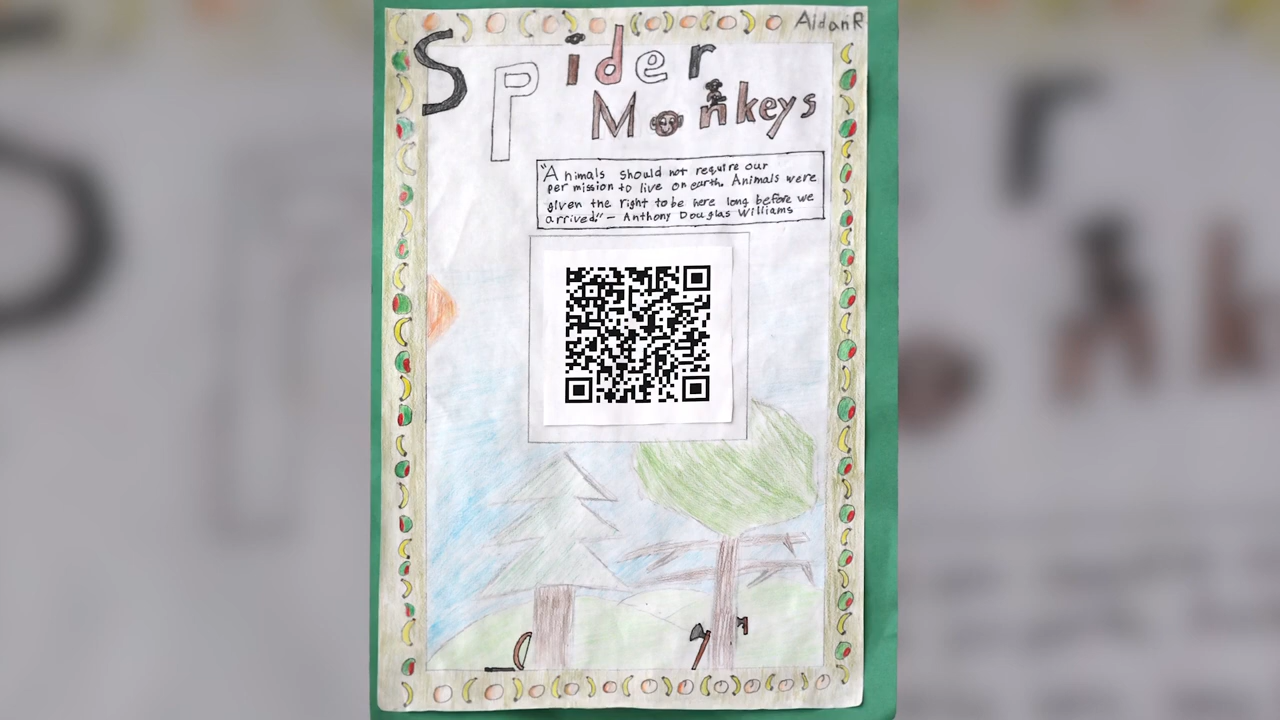 AidanR
Spider
Monkeys
"Animals should not require our
permission to live on earth. Animals were
given the right to be here long before we
arrived" - Anthony Douglas Williams